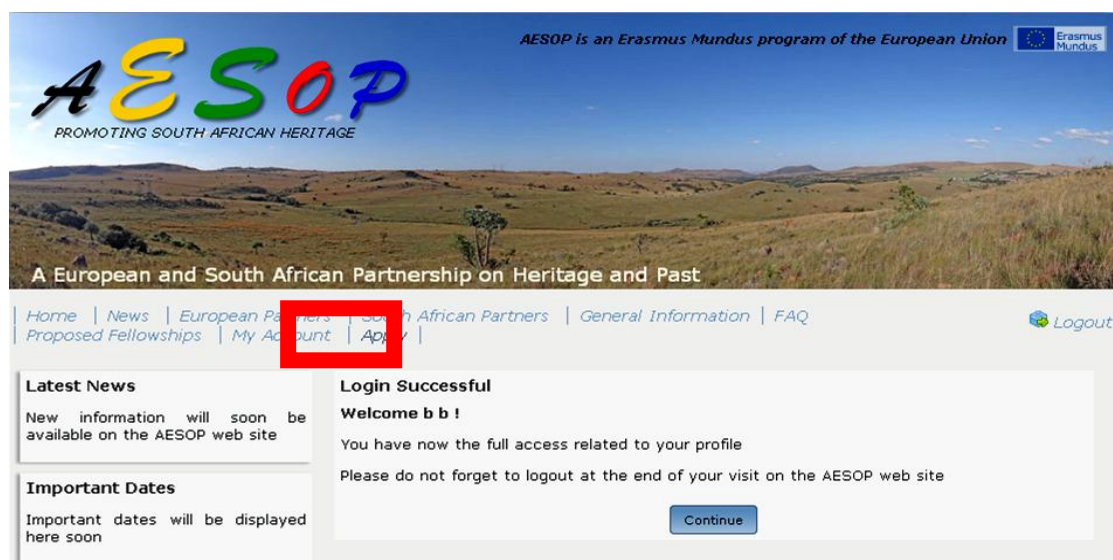 AESOP is an Erasmus Mundus program of the European Union
Erasmus
Mundus
AESOP
PROMOTING SOUTH AFRICAN HERITAGE
A European and South African Partnership on Heritage and Past
| Home | News | European Partners | South African Partners | General Information | FAQ
| Proposed Fellowships | My Account | Apply |
Logout
Latest News
New information will soon be
available on the AESOP web site
Important Dates
Important dates will be displayed
here soon
Login Successful
Welcome b b !
You have now the full access related to your profile
Please do not forget to logout at the end of your visit on the AESOP web site
Continue